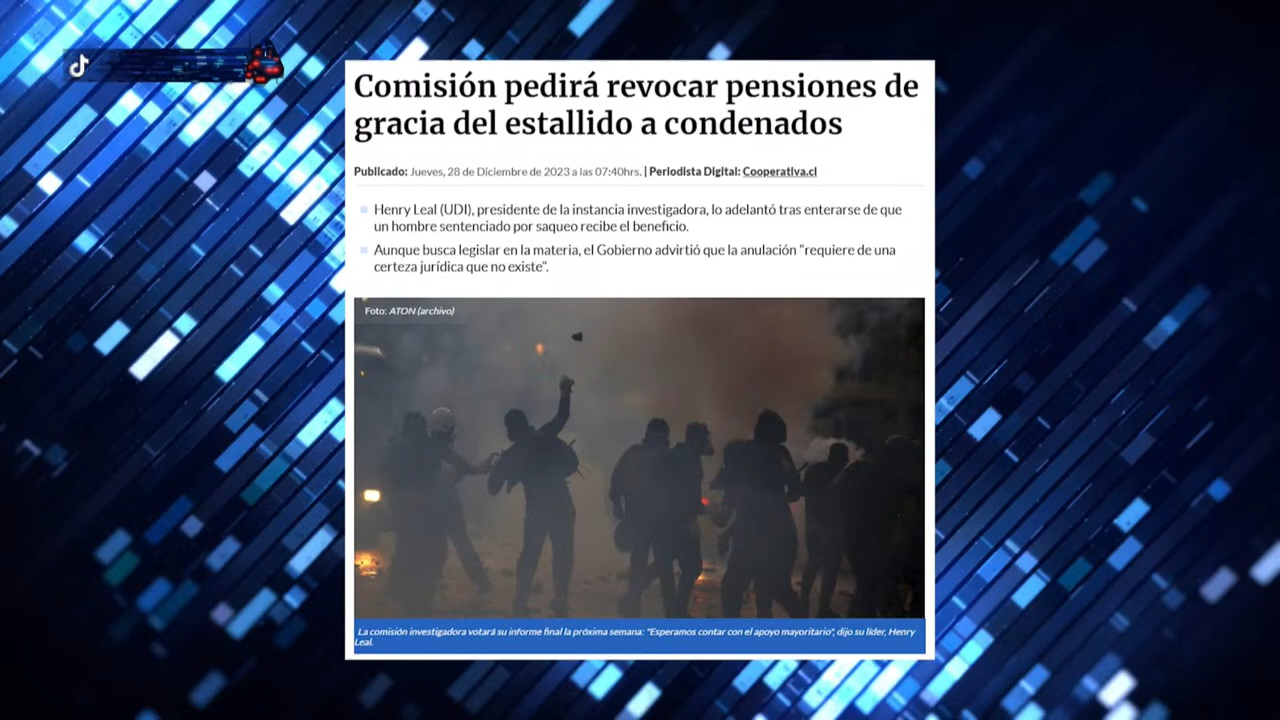 Comisión pedirá revocar pensiones de
gracia del estallido a condenados
Publicado: Jueves, 28 de Diciembre de 2023 a las 07:40hrs. | Periodista Digital: Cooperativa.cl
Henry Leal (UDI), presidente de la instancia investigadora, lo adelantó tras enterarse de que
un hombre sentenciado por saqueo recibe el beneficio.
Aunque busca legislar en la materia, el Gobierno advirtió que la anulación "requiere de una
certeza jurídica que no existe".
Foto: ATON (archivo)
La comisión investigadora votará su informe final la próxima semana: "Esperamos contar con el apoyo mayoritario", dijo su líder, Henry
Leal.